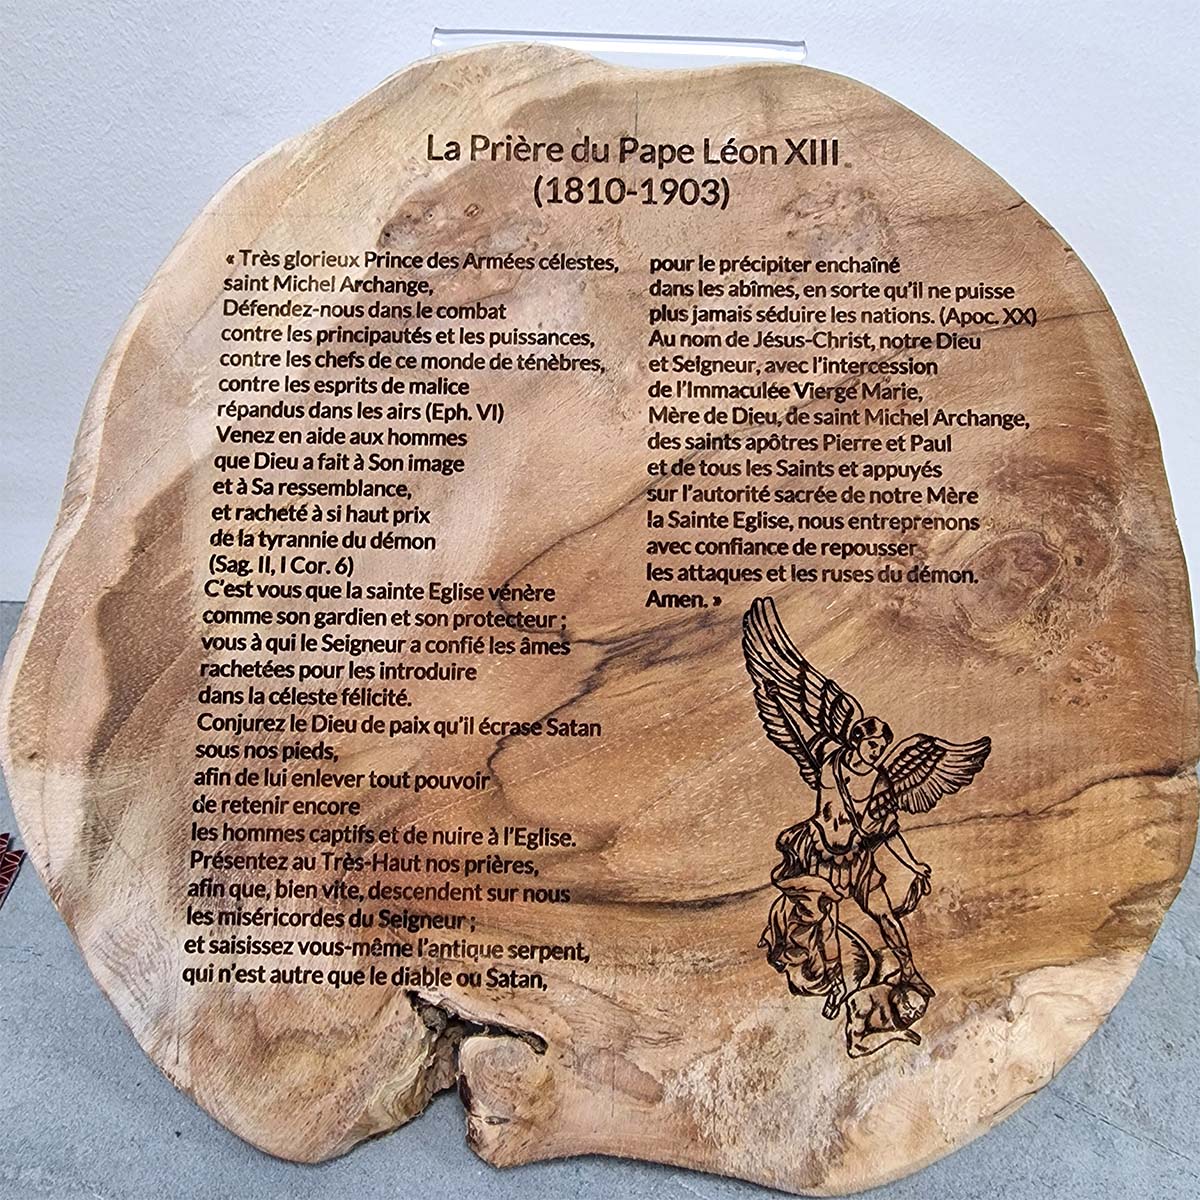 La Prière du Pape Léon XIII
(1810-1903)
« Très glorieux Prince des Armées célestes,
saint Michel Archange,
Défendez-nous dans le combat
contre les principautés et les puissances,
contre les chefs de ce monde de ténèbres,
contre les esprits de malice
répandus dans les airs (Eph. VI)
Venez en aide aux hommes
que Dieu a fait à Son image
et à Sa ressemblance,
et racheté à si haut prix
de la tyrannie du démon
(Sag. II, I Cor. 6)
C'est vous que la sainte Eglise vénère
comme son gardien et son protecteur ;
vous à qui le Seigneur a confié les âmes
rachetées pour les introduire
dans la céleste félicité.
Conjurez le Dieu de paix qu'il écrase Satan
sous nos pieds,
afin de lui enlever tout pouvoir
de retenir encore
les hommes captifs et de nuire à l'Eglise.
Présentez au Très-Haut nos prières,
afin que, bien vite, descendent sur nous
les miséricordes du Seigneur ;
et saisissez vous-même l'antique serpent,
qui n'est autre que le diable ou Satan,
pour le précipiter enchaîné
dans les abîmes, en sorte qu'il ne puisse
plus jamais séduire les nations. (Apoc. XX)
Au nom de Jésus-Christ, notre Dieu
et Seigneur, avec l'intercession
de l'Immaculée Vierge Marie,
Mère de Dieu, de saint Michel Archange,
des saints apôtres Pierre et Paul
et de tous les Saints et appuyés
sur l'autorité sacrée de notre Mère
la Sainte Eglise, nous entreprenons
avec confiance de repousser
les attaques et les ruses du démon.
Amen. »